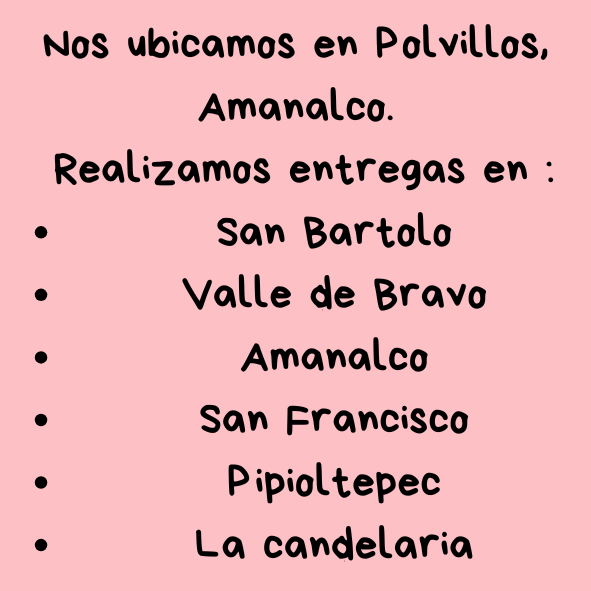 Nos ubicamos en Polvillos,
Amanalco.
Realizamos entregas en :
• San Bartolo
• Valle de Bravo
• Amanalco
• San Francisco
• Pipioltepec
• La candelaria